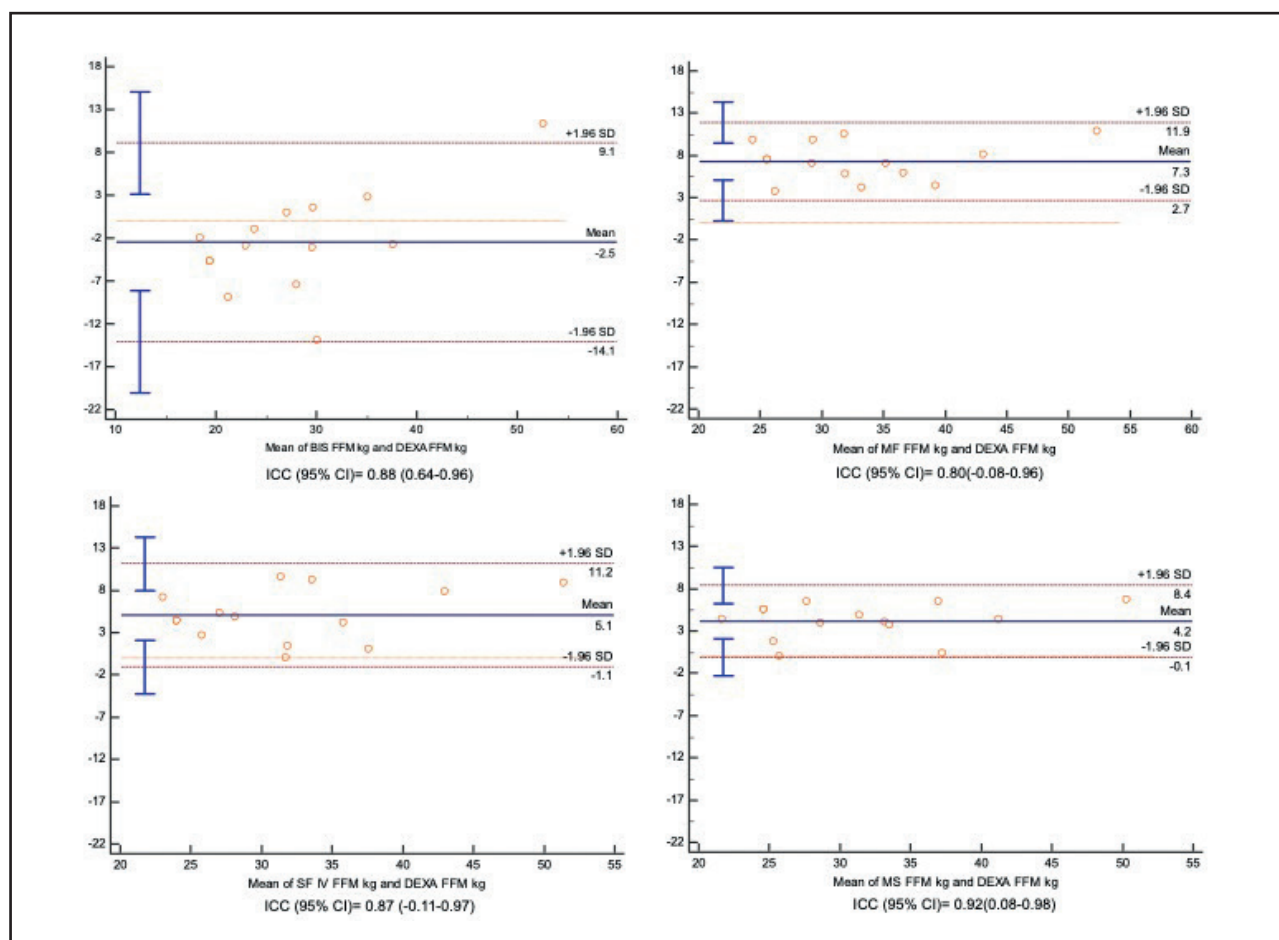 18
13
8
3
-2
-7
-12
-17
-22
+1.96 SD
9.1
Mean
-2.5
-1.96 SD
-14.1
10 20 30 40 50 60
Mean of BIS FFM kg and DEXA FFM kg
ICC (95% CI)= 0.88 (0.64-0.96)
18
13
8
3
-2
-7
-12
-17
-22
+1.96 SD
11.9
Mean
7.3
-1.96 SD
2.7
20 25 30 35 40 45 50 55 60
Mean of MF FFM kg and DEXA FFM kg
ICC (95% CI)= 0.80(-0.08-0.96)
18
13
8
3
-2
-7
-12
-17
-22
+1.96 SD
11.2
Mean
5.1
-1.96 SD
-1.1
20 25 30 35 40 45 50 55
Mean of SF IV FFM kg and DEXA FFM kg
ICC (95% CI)= 0.87 (-0.11-0.97)
18
13
8
3
-2
-7
-12
-17
-22
+1.96 SD
8.4
Mean
4.2
-1.96 SD
-0.1
20 25 30 35 40 45 50 55
Mean of MS FFM kg and DEXA FFM kg
ICC (95% CI)= 0.92(0.08-0.98)